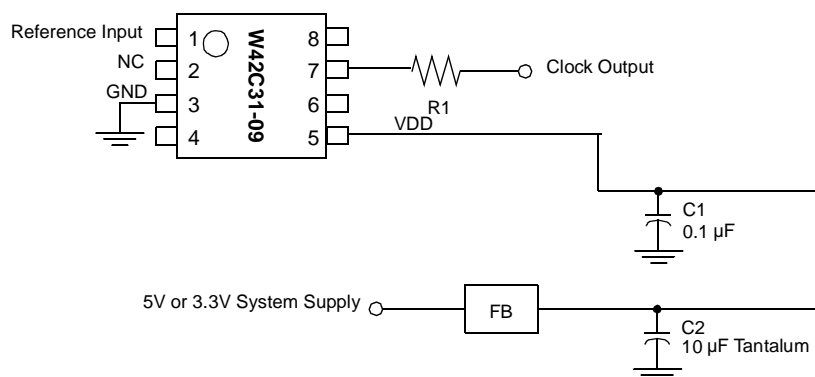 Reference Input
NC
GND
1
2
3
4
W42C31-09
8
7
6
5
Clock Output
R1
VDD
C1
0.1 µF
5V or 3.3V System Supply
FB
C2
10 µF Tantalum